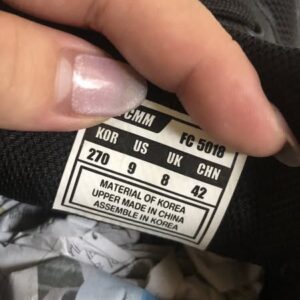 CMM FC 5018
KOR US UK CHN
270 9 8 42
MATERIAL OF KOREA
UPPER MADE IN CHINA
ASSEMBLE IN KOREA